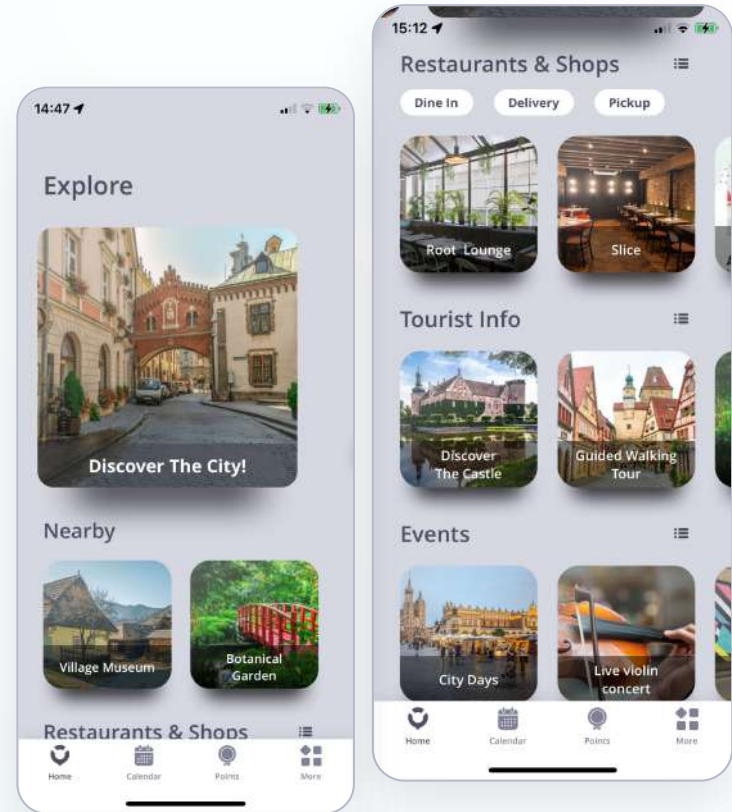 14:47
Explore
Discover The City!
Nearby
Village Museum
Botanical
Garden
Restaurants & Shops
Home
Calendar
Points
More
15:12
Restaurants & Shops
Dine In
Delivery
Pickup
Root Lounge
Slice
Tourist Info
Discover
The Castle
Guided Walking
Tour
Events
City Days
Live violin
concert
Home
Calendar
Points
More